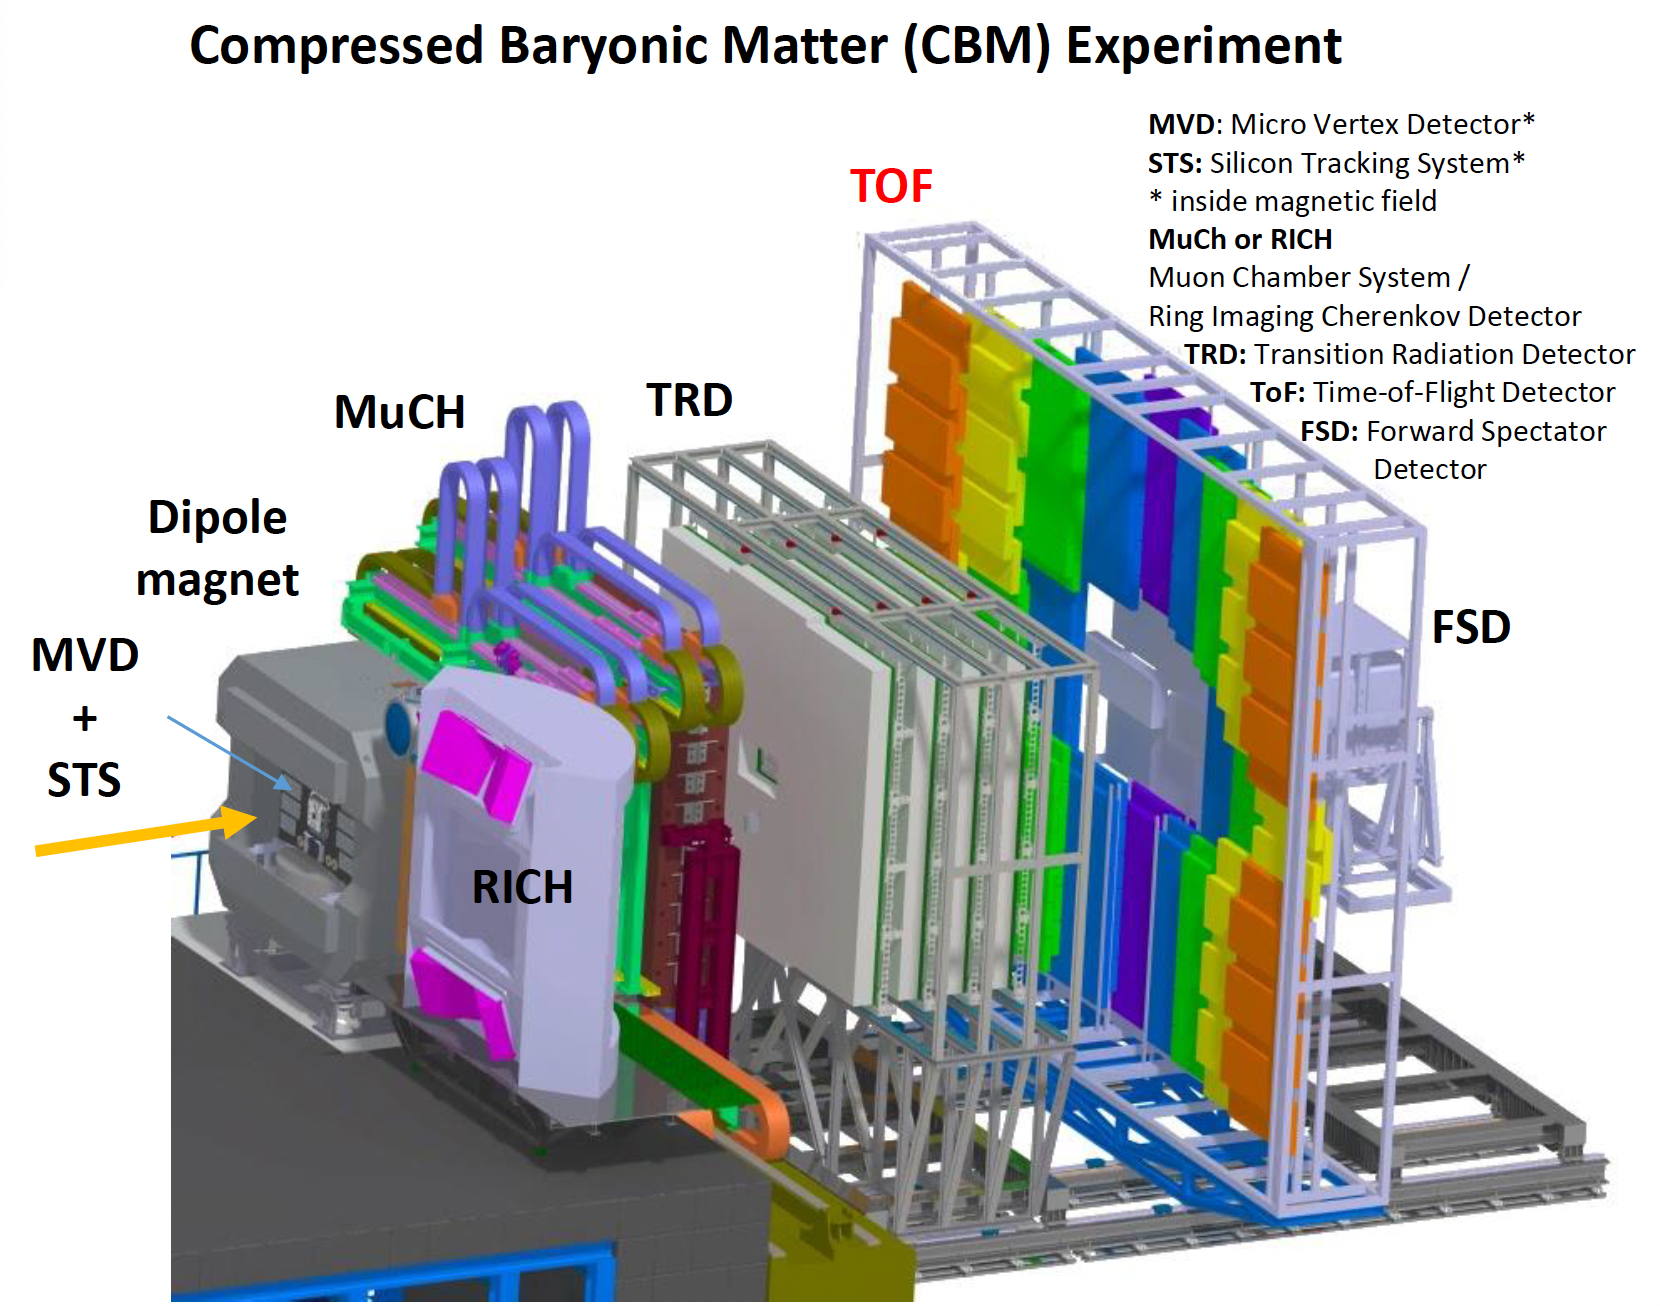 Compressed Baryonic Matter (CBM) Experiment
MVD: Micro Vertex Detector*
STS: Silicon Tracking System*
* inside magnetic field
MuCh or RICH
Muon Chamber System /
Ring Imaging Cherenkov Detector
TRD: Transition Radiation Detector
ToF: Time-of-Flight Detector
FSD: Forward Spectator
Detector
TOF
TRD
MuCH
Dipole
magnet
MVD
+
STS
RICH
FSD